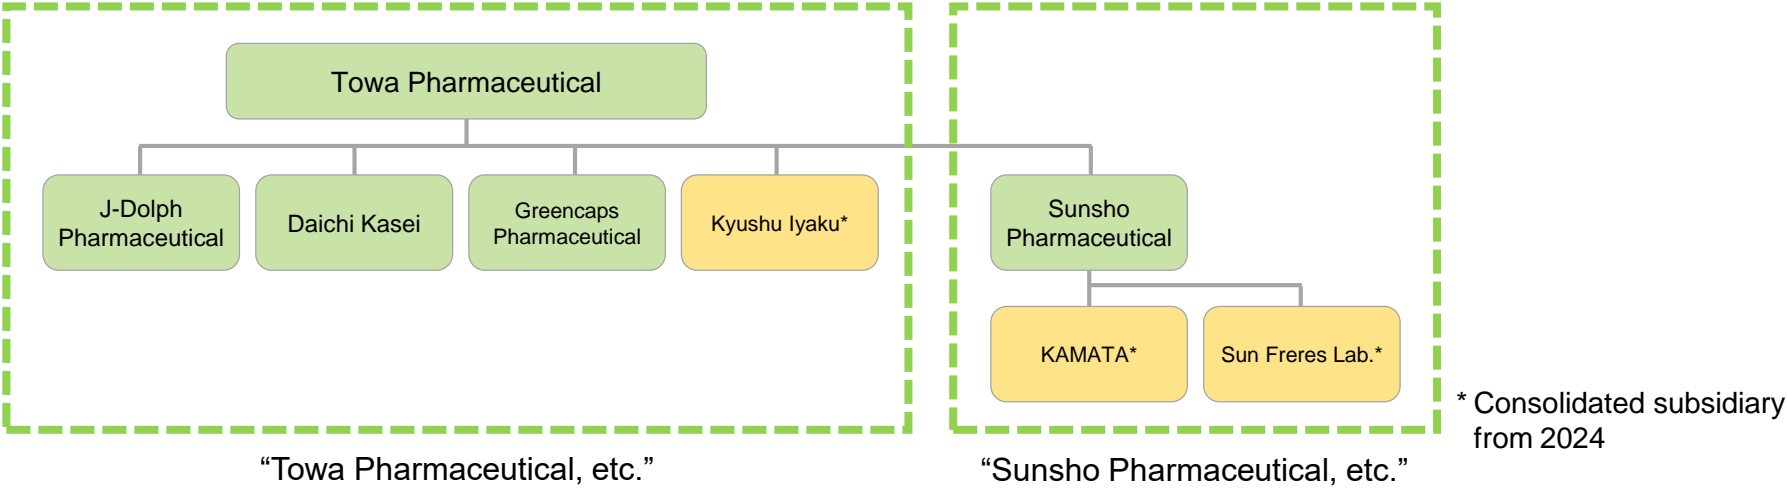 Towa Pharmaceutical
J-Dolph
Pharmaceutical
Daichi Kasei
Greencaps
Pharmaceutical
Kyushu Iyaku*
Sunsho
Pharmaceutical
KAMATA*
Sun Freres Lab.*
* Consolidated subsidiary
from 2024
“Towa Pharmaceutical, etc.”
“Sunsho Pharmaceutical, etc.”